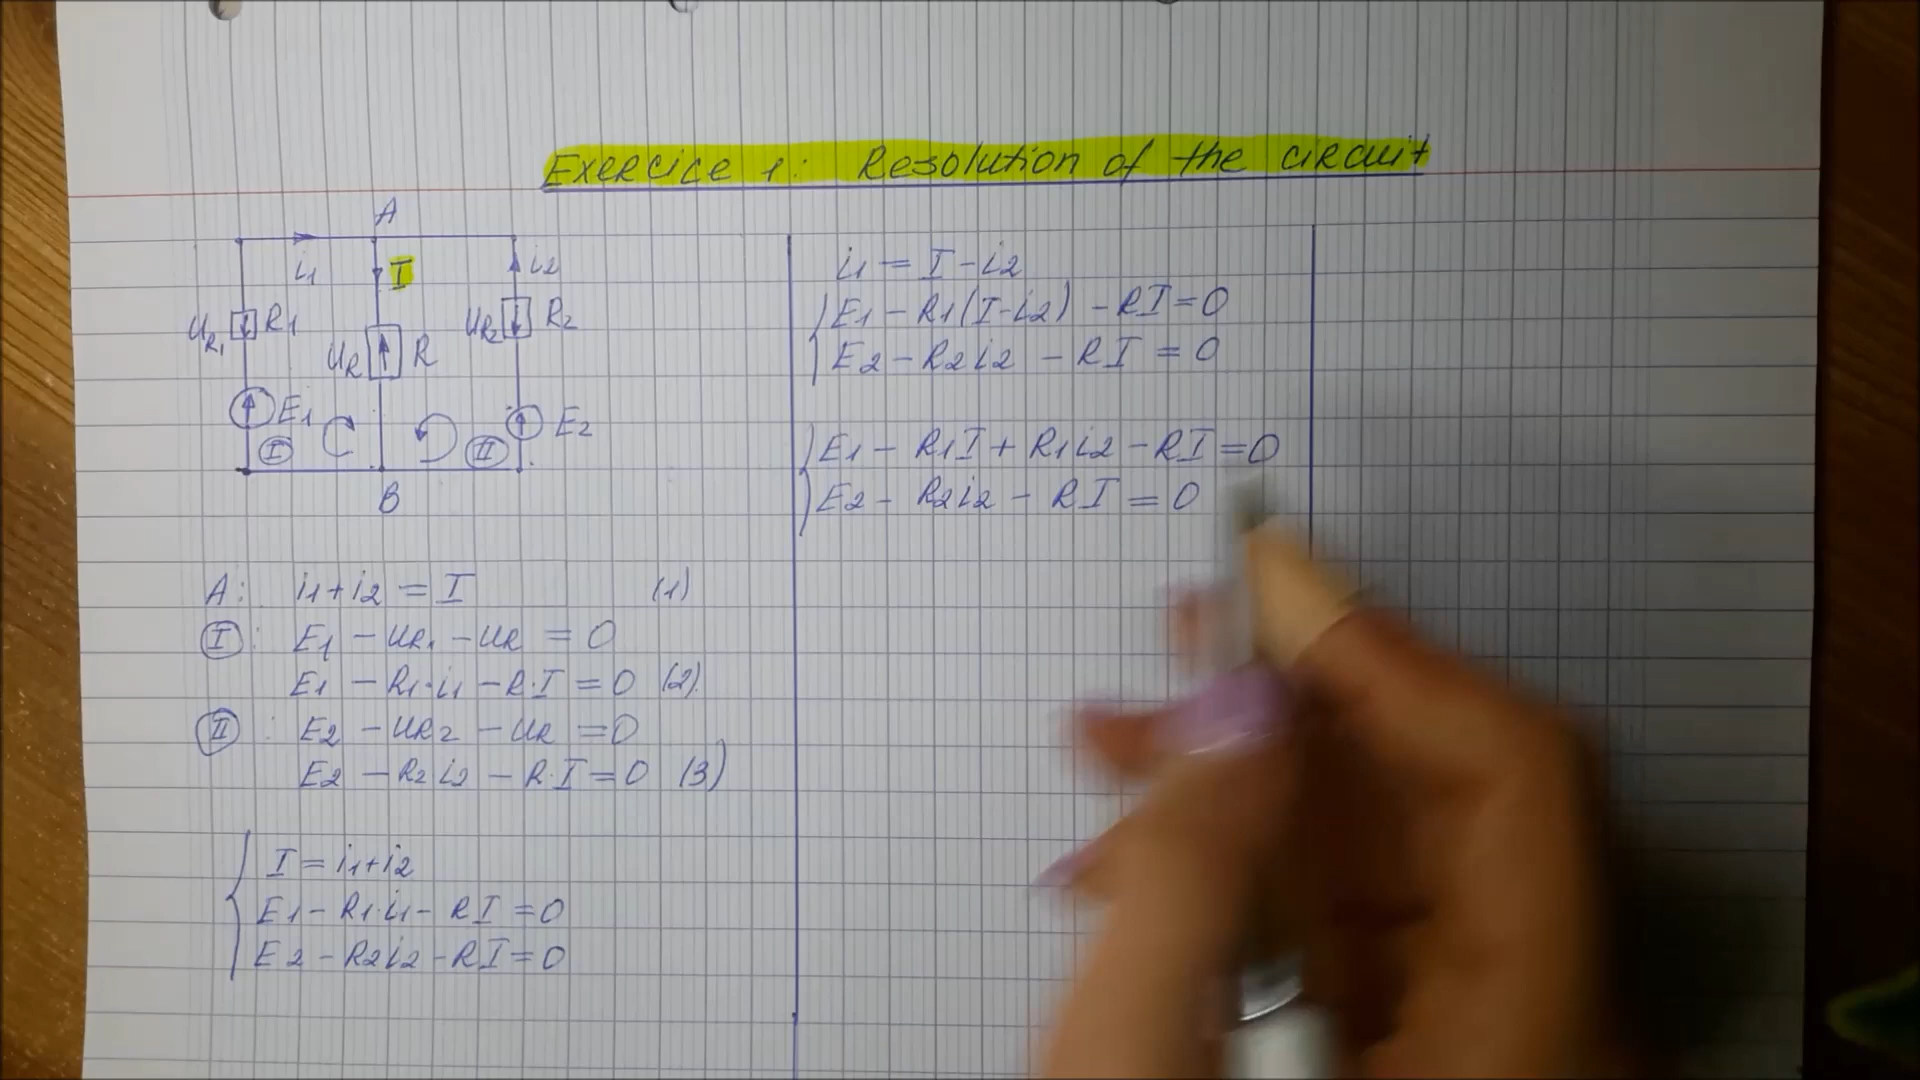 Exercice 1: Resolution of the circuit
A
i1 I i2
UR1 R1 UR R UR2 R2
E1 E2
I II
B
A: i1+i2 = I (1)
I: E1 - UR1 - UR = 0
E1 - R1·i1 - R·I = 0 (2).
II: E2 - UR2 - UR = 0
E2 - R2 i2 - R·I = 0 (3)
I = i1+i2
E1 - R1·i1 - RI = 0
E2 - R2i2 - RI = 0
i1 = I - i2
E1 - R1(I-i2) - RI = 0
E2 - R2i2 - RI = 0
E1 - R1I + R1i2 - RI = 0
E2 - R2i2 - RI = 0